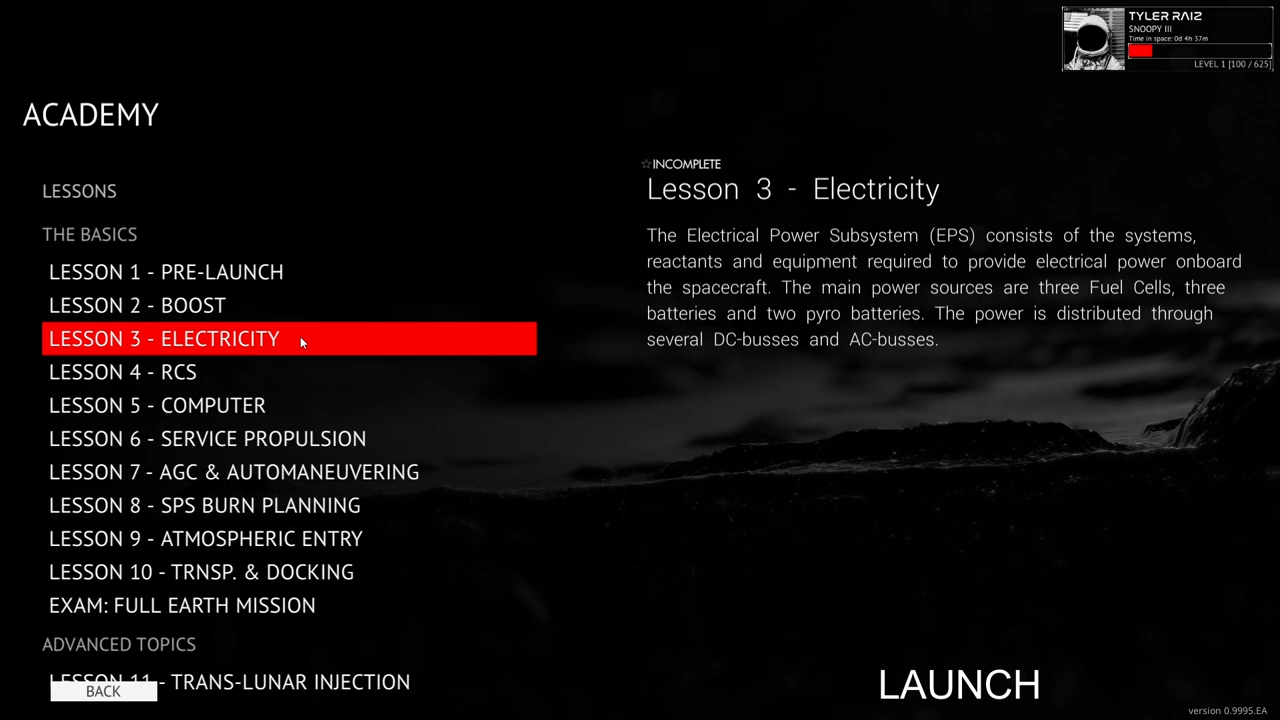 TYLER RAIZ
SNOOPY III
Time in space: 0d 4h 37m
LEVEL 1 [100 / 625]
ACADEMY
LESSONS
THE BASICS
LESSON 1 - PRE-LAUNCH
LESSON 2 - BOOST
LESSON 3 - ELECTRICITY
LESSON 4 - RCS
LESSON 5 - COMPUTER
LESSON 6 - SERVICE PROPULSION
LESSON 7 - AGC & AUTOMANEUVERING
LESSON 8 - SPS BURN PLANNING
LESSON 9 - ATMOSPHERIC ENTRY
LESSON 10 - TRNSP. & DOCKING
EXAM: FULL EARTH MISSION
ADVANCED TOPICS
LESSON 11 - TRANS-LUNAR INJECTION
BACK
☆INCOMPLETE
Lesson 3 - Electricity
The Electrical Power Subsystem (EPS) consists of the systems,
reactants and equipment required to provide electrical power onboard
the spacecraft. The main power sources are three Fuel Cells, three
batteries and two pyro batteries. The power is distributed through
several DC-busses and AC-busses.
LAUNCH
version 0.9995.EA